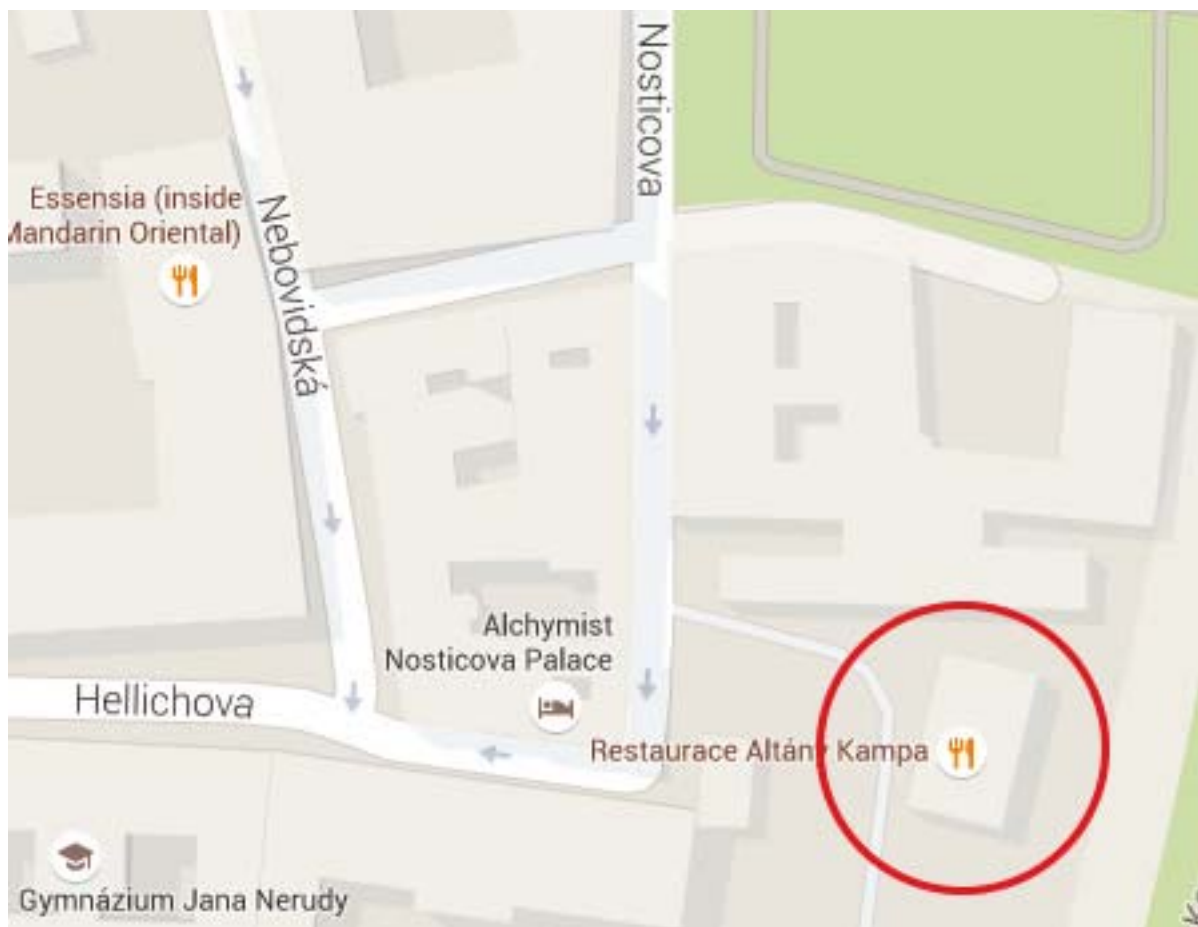 Nosticova
Essensia (inside
Mandarin Oriental)
Nebovidská
Alchymist
Nosticova Palace
Hellichova
Restaurace Altány Kampa
Gymnázium Jana Nerudy